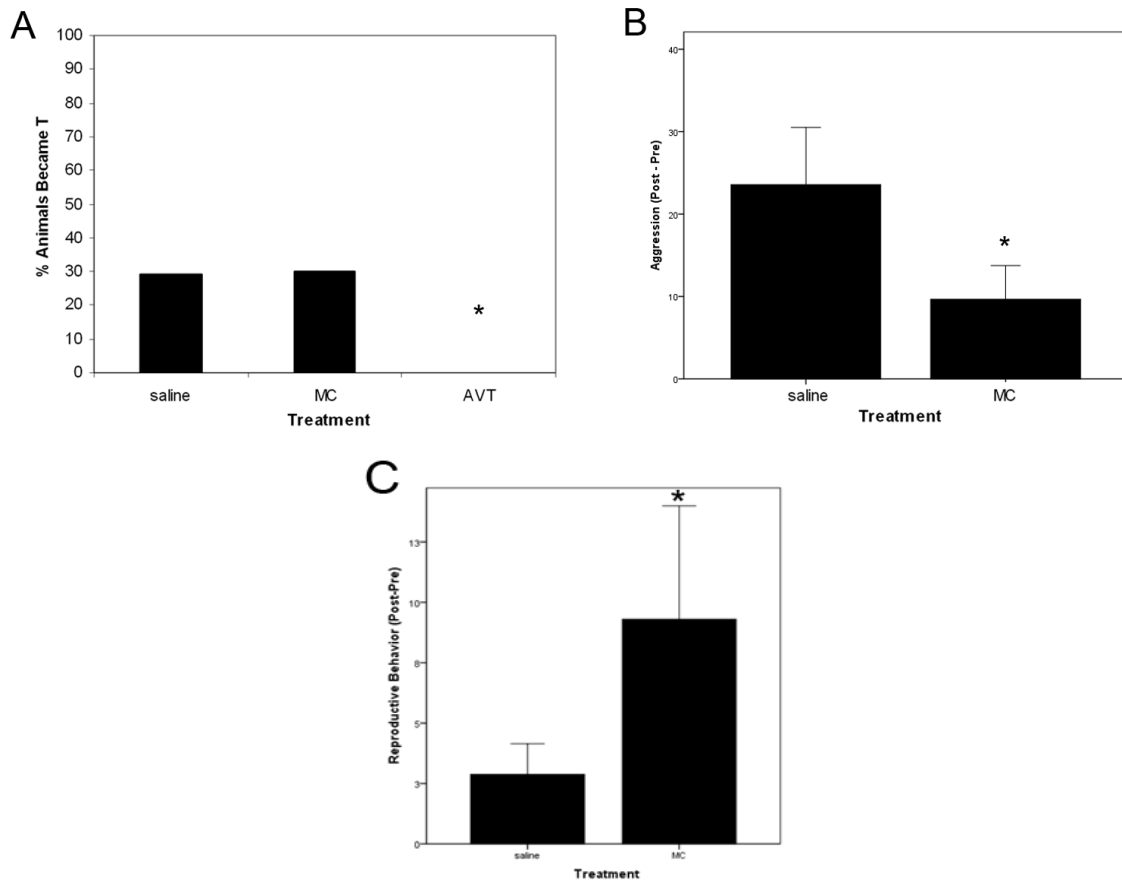 A
% Animals Became T
100
90
80
70
60
50
40
30
20
10
0
*
saline MC AVT
Treatment
B
Aggression (Post - Pre)
40
30
20
10
0
*
saline MC
Treatment
C
Reproductive Behavior (Post-Pre)
13
10
8
5
3
0
*
saline MC
Treatment